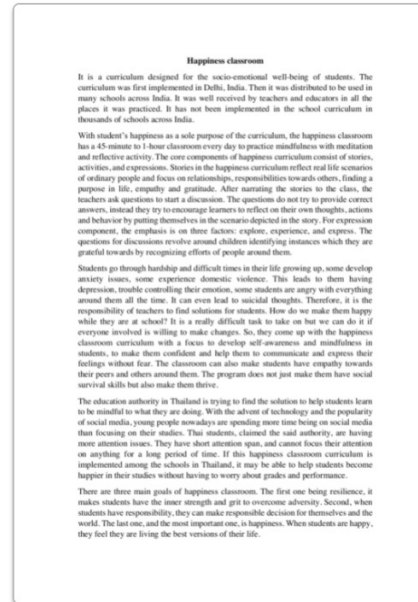 Happiness classroom
It is a curriculum designed for the socio-emotional well-being of students. The
curriculum was first implemented in Delhi, India. Then it was distributed to be used in
many schools across India. It was well received by teachers and educators in all the
places it was practiced. It has not been implemented in the school curriculum in
thousands of schools across India.
With student's happiness as a sole purpose of the curriculum, the happiness classroom
has a 45-minute to 1-hour classroom every day to practice mindfulness with meditation
and reflective activity. The core components of happiness curriculum consist of stories,
activities, and expressions. Stories in the happiness curriculum reflect real life scenarios
of ordinary people and focus on relationships, responsibilities towards others, finding a
purpose in life, empathy and gratitude. After narrating the stories to the class, the
teachers ask questions to start a discussion. The questions do not try to provide correct
answers, instead they try to encourage learners to reflect on their own thoughts, actions
and behavior by putting themselves in the scenario depicted in the story. For expression
component, the emphasis is on three factors: explore, experience, and express. The
questions for discussions revolve around children identifying instances which they are
grateful towards by recognizing efforts of people around them.
Students go through hardship and difficult times in their life growing up, some develop
anxiety issues, some experience domestic violence. This leads to them having
depression, trouble controlling their emotion, some students are angry with everything
around them all the time. It can even lead to suicidal thoughts. Therefore, it is the
responsibility of teachers to find solutions for students. How do we make them happy
while they are at school? It is a really difficult task to take on but we can do it if
everyone involved is willing to make changes. So, they come up with the happiness
classroom curriculum with a focus to develop self-awareness and mindfulness in
students, to make them confident and help them to communicate and express their
feelings without fear. The classroom can also make students have empathy towards
their peers and others around them. The program does not just make them have social
survival skills but also make them thrive.
The education authority in Thailand is trying to find the solution to help students learn
to be mindful to what they are doing. With the advent of technology and the popularity
of social media, young people nowadays are spending more time being on social media
than focusing on their studies. Thai students, claimed the said authority, are having
more attention issues. They have short attention span, and cannot focus their attention
on anything for a long period of time. If this happiness classroom curriculum is
implemented among the schools in Thailand, it may be able to help students become
happier in their studies without having to worry about grades and performance.
There are three main goals of happiness classroom. The first one being resilience, it
makes students have the inner strength and grit to overcome adversity. Second, when
students have responsibility, they can make responsible decision for themselves and the
world. The last one, and the most important one, is happiness. When students are happy,
they feel they are living the best versions of their life.